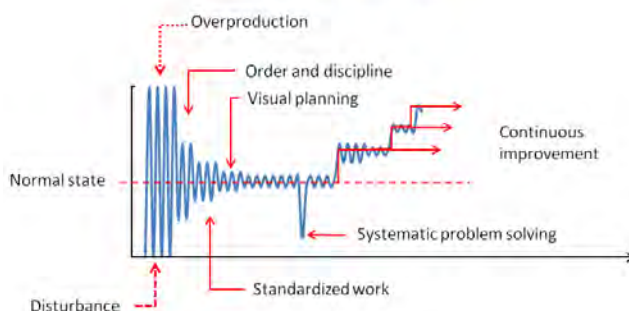 Overproduction
Order and discipline
Visual planning
Continuous
improvement
Normal state
Systematic problem solving
Standardized work
Disturbance